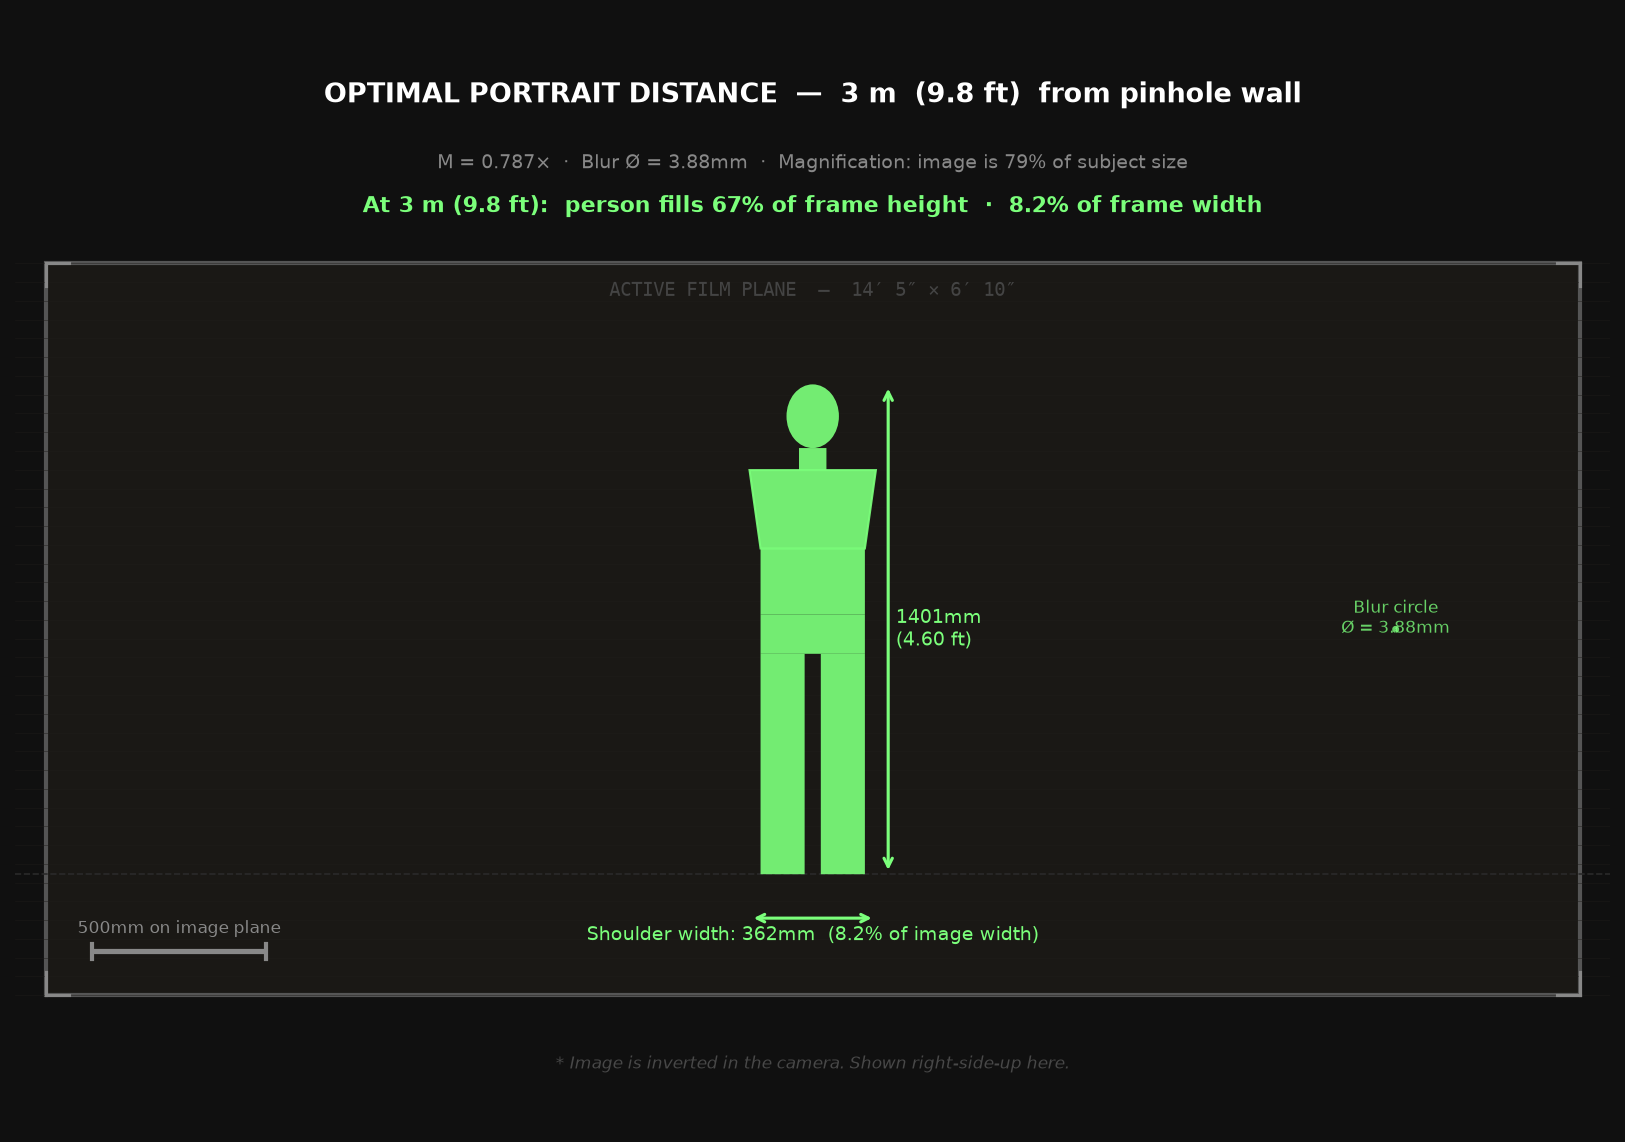 OPTIMAL PORTRAIT DISTANCE — 3 m (9.8 ft) from pinhole wall
M = 0.787× · Blur Ø = 3.88mm · Magnification: image is 79% of subject size
At 3 m (9.8 ft): person fills 67% of frame height · 8.2% of frame width
ACTIVE FILM PLANE — 14′ 5″ × 6′ 10″
Blur circle
Ø = 3.88mm
1401mm
(4.60 ft)
500mm on image plane
Shoulder width: 362mm (8.2% of image width)
* Image is inverted in the camera. Shown right-side-up here.